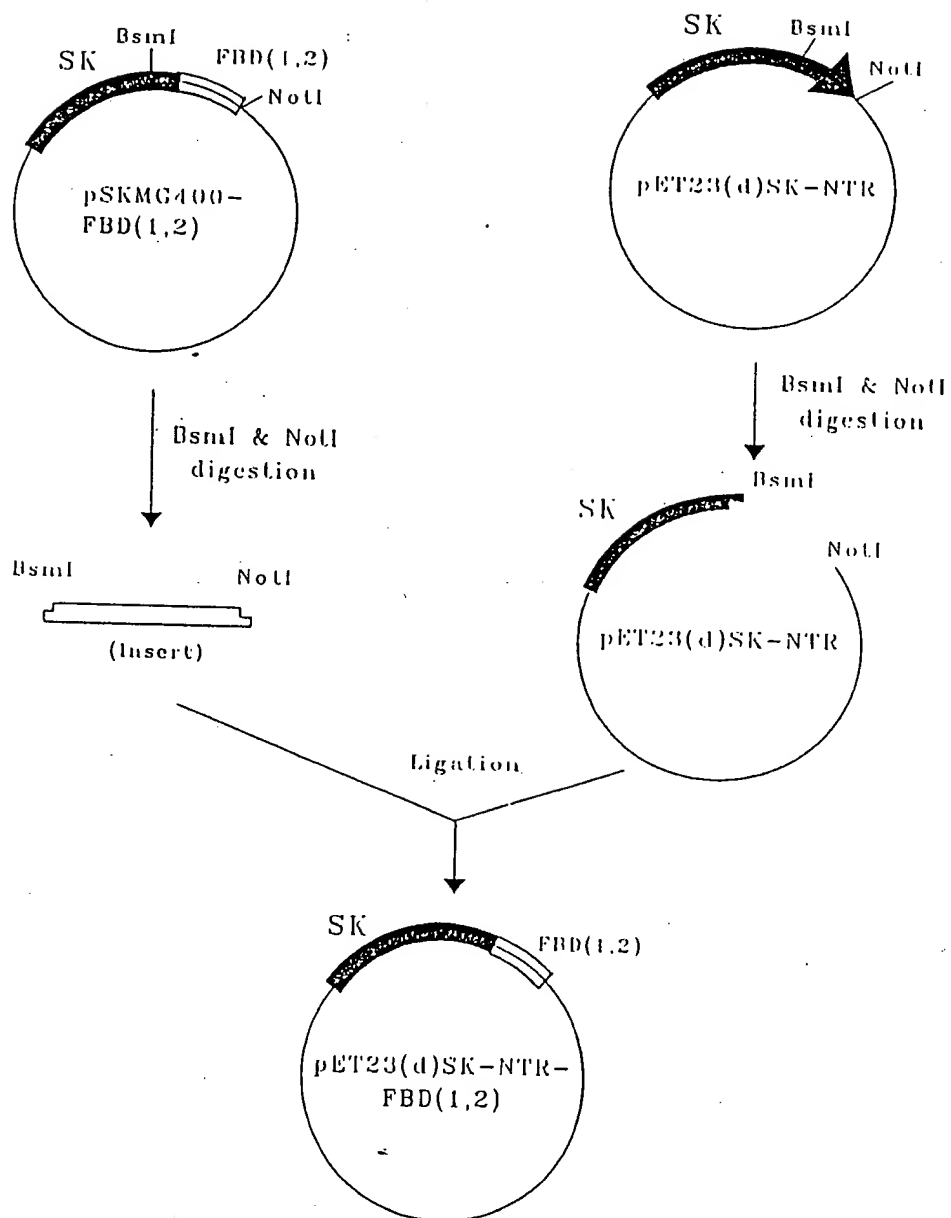 BsmI
SK
FBD(1,2)
NotI
pSKMG400-
FBD(1,2)
BsmI & NotI
digestion
BsmI
NotI
(Insert)
SK
BsmI
NotI
pET23(d)SK-NTR
BsmI & NotI
digestion
BsmI
SK
NotI
pET23(d)SK-NTR
Ligation
SK
FBD(1,2)
pET23(d)SK-NTR-
FBD(1,2)